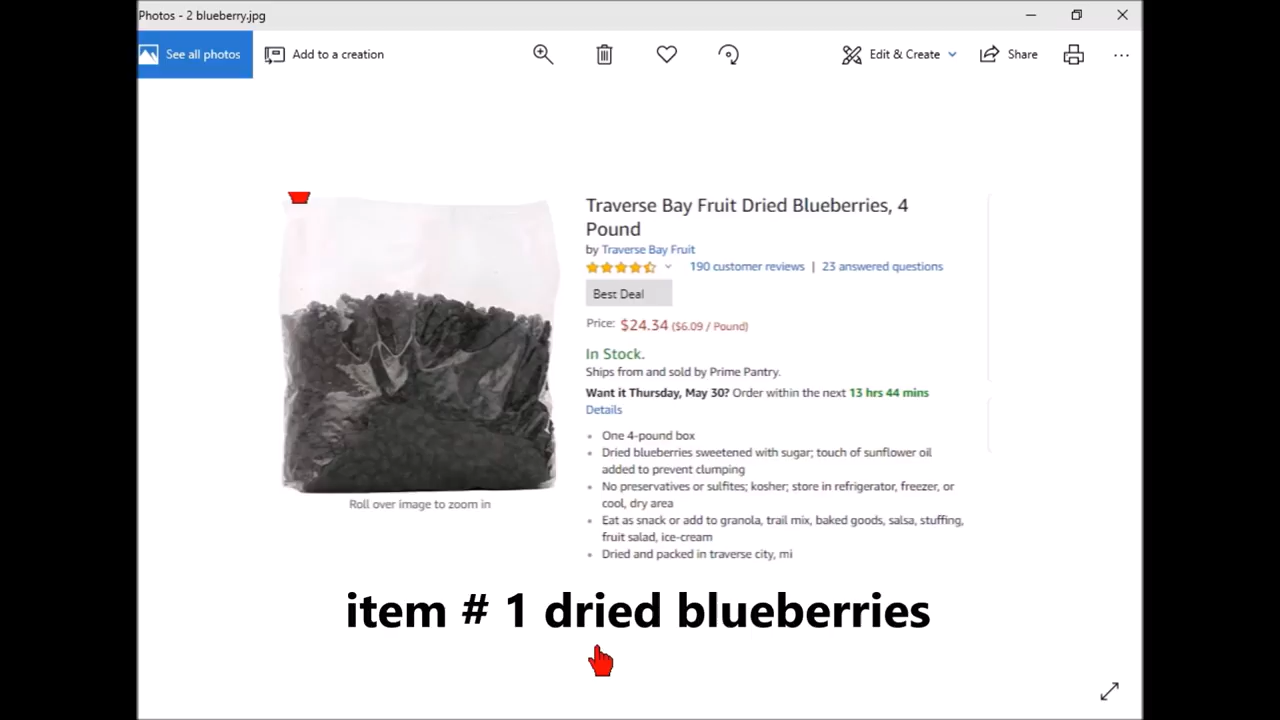 Photos - 2 blueberry.jpg
See all photos
Add to a creation
Edit & Create
Share
Traverse Bay Fruit Dried Blueberries, 4
Pound
by Traverse Bay Fruit
190 customer reviews | 23 answered questions
Best Deal
Price: $24.34 ($6.09 / Pound)
In Stock.
Ships from and sold by Prime Pantry.
Want it Thursday, May 30? Order within the next 13 hrs 44 mins
Details
• One 4-pound box
• Dried blueberries sweetened with sugar; touch of sunflower oil
added to prevent clumping
• No preservatives or sulfites; kosher; store in refrigerator, freezer, or
cool, dry area
• Eat as snack or add to granola, trail mix, baked goods, salsa, stuffing,
fruit salad, ice-cream
• Dried and packed in traverse city, mi
Roll over image to zoom in
item # 1 dried blueberries